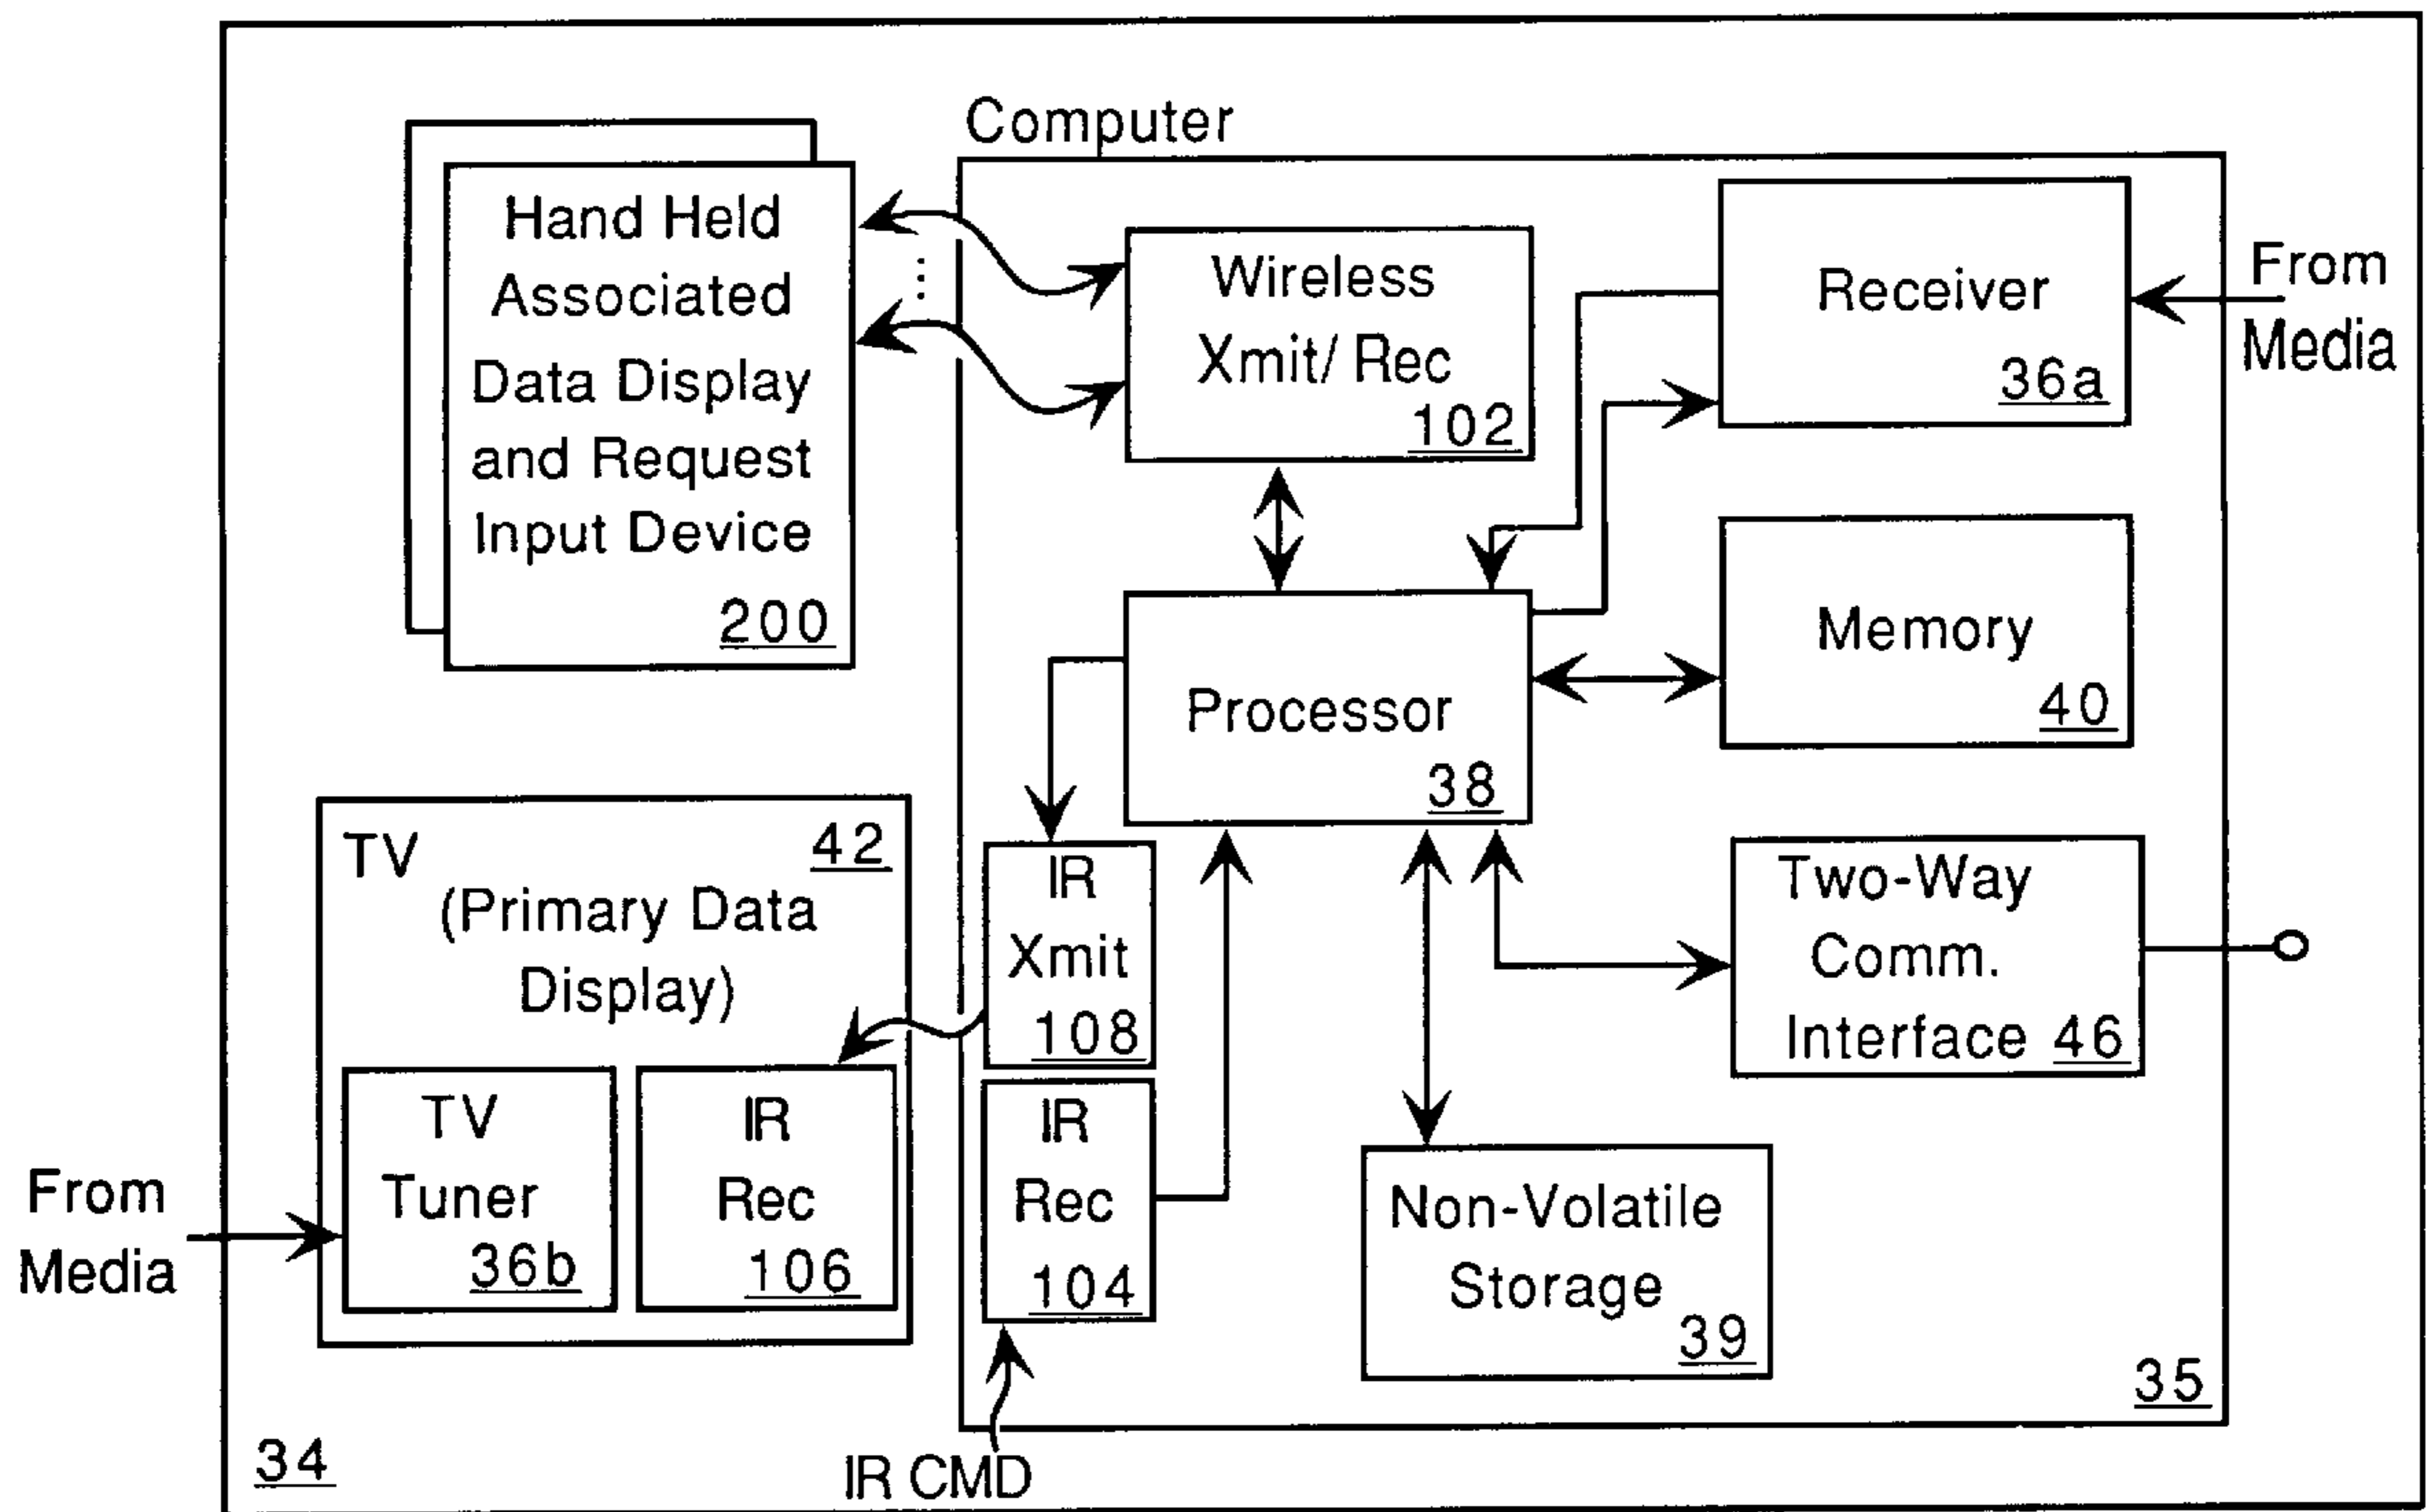 Computer
Hand Held
Associated
Data Display
and Request
Input Device
200
Wireless
Xmit/ Rec
102
Receiver
36a
From
Media
Processor
38
Memory
40
TV
42
(Primary Data
Display)
TV
Tuner
36b
IR
Rec
106
From
Media
IR
Xmit
108
IR
Rec
104
IR CMD
Two-Way
Comm.
Interface 46
Non-Volatile
Storage
39
35
34